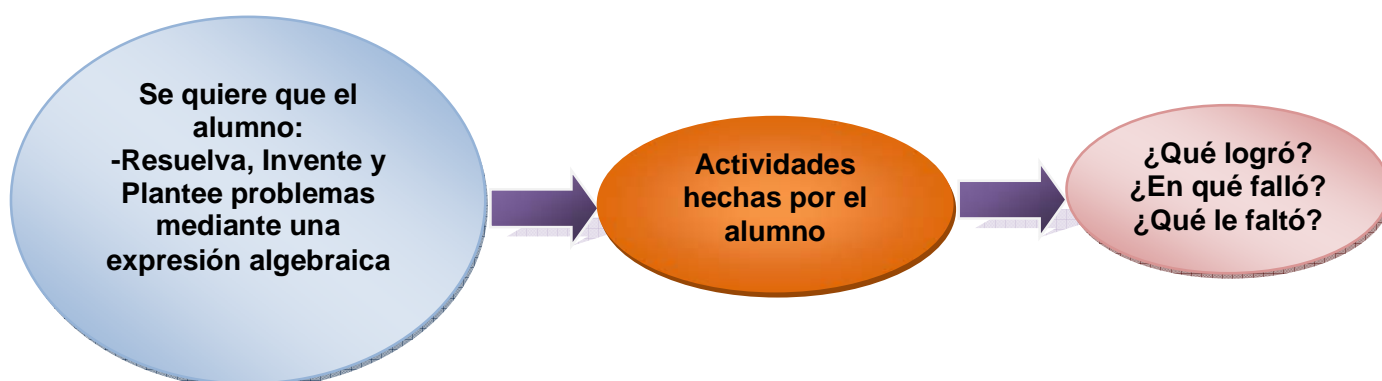 Se quiere que el
alumno:
-Resuelva, Invente y
Plantee problemas
mediante una
expresión algebraica
Actividades
hechas por el
alumno
¿Qué logró?
¿En qué falló?
¿Qué le faltó?